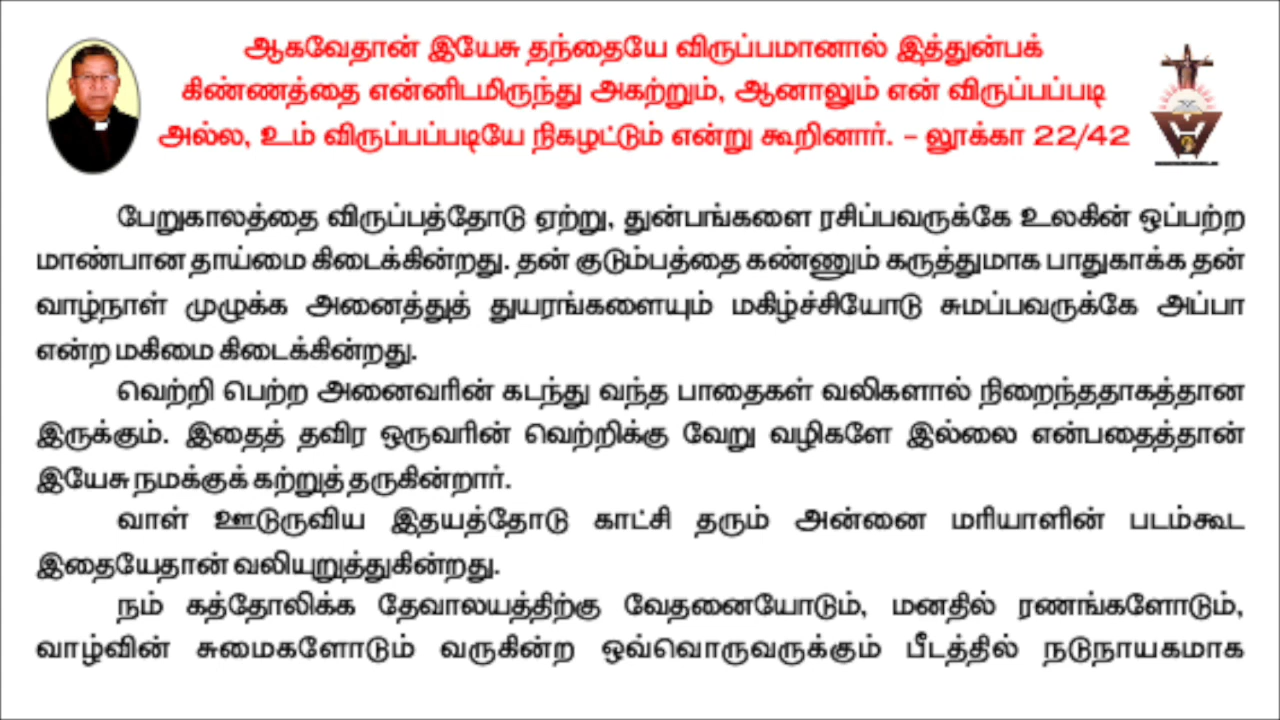 ஆகவேதான் இயேசு தந்தையே விருப்பமானால் இத்துன்பக்
கிண்ணத்தை என்னிடமிருந்து அகற்றும், ஆனாலும் என் விருப்பப்படி
அல்ல, உம் விருப்பப்படியே நிகழட்டும் என்று கூறினார். – லூக்கா 22/42
பேறுகாலத்தை விருப்பத்தோடு ஏற்று, துன்பங்களை ரசிப்பவருக்கே உலகின் ஒப்பற்ற
மாண்பான தாய்மை கிடைக்கின்றது. தன் குடும்பத்தை கண்ணும் கருத்துமாக பாதுகாக்க தன்
வாழ்நாள் முழுக்க அனைத்துத் துயரங்களையும் மகிழ்ச்சியோடு சுமப்பவருக்கே அப்பா
என்ற மகிமை கிடைக்கின்றது.
வெற்றி பெற்ற அனைவரின் கடந்து வந்த பாதைகள் வலிகளால் நிறைந்ததாகத்தான
இருக்கும். இதைத் தவிர ஒருவரின் வெற்றிக்கு வேறு வழிகளே இல்லை என்பதைத்தான்
இயேசு நமக்குக் கற்றுத் தருகின்றார்.
வாள் ஊடுருவிய இதயத்தோடு காட்சி தரும் அன்னை மரியாளின் படம்கூட
இதையேதான் வலியுறுத்துகின்றது.
நம் கத்தோலிக்க தேவாலயத்திற்கு வேதனையோடும், மனதில் ரணங்களோடும்,
வாழ்வின் சுமைகளோடும் வருகின்ற ஒவ்வொருவருக்கும் பீடத்தில் நடுநாயகமாக